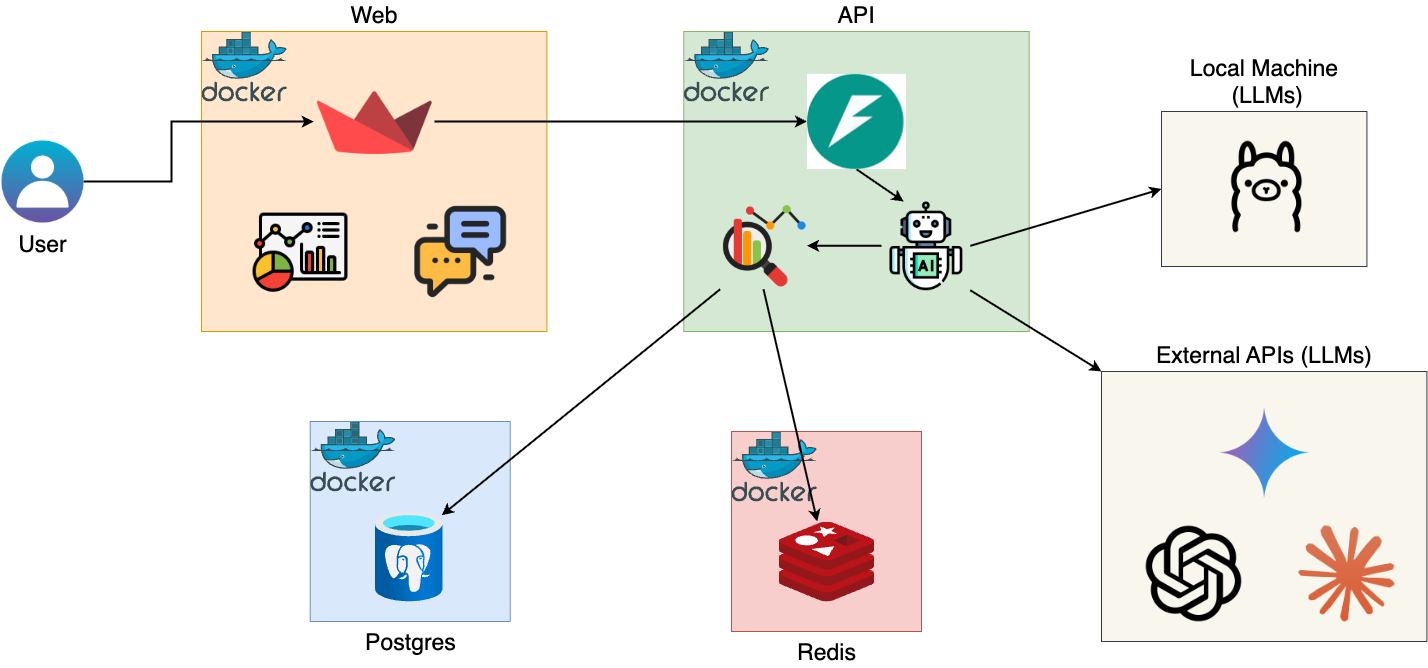 Web
API
docker
docker
Local Machine
(LLMs)
User
AI
External APIs (LLMs)
docker
docker
Postgres
Redis